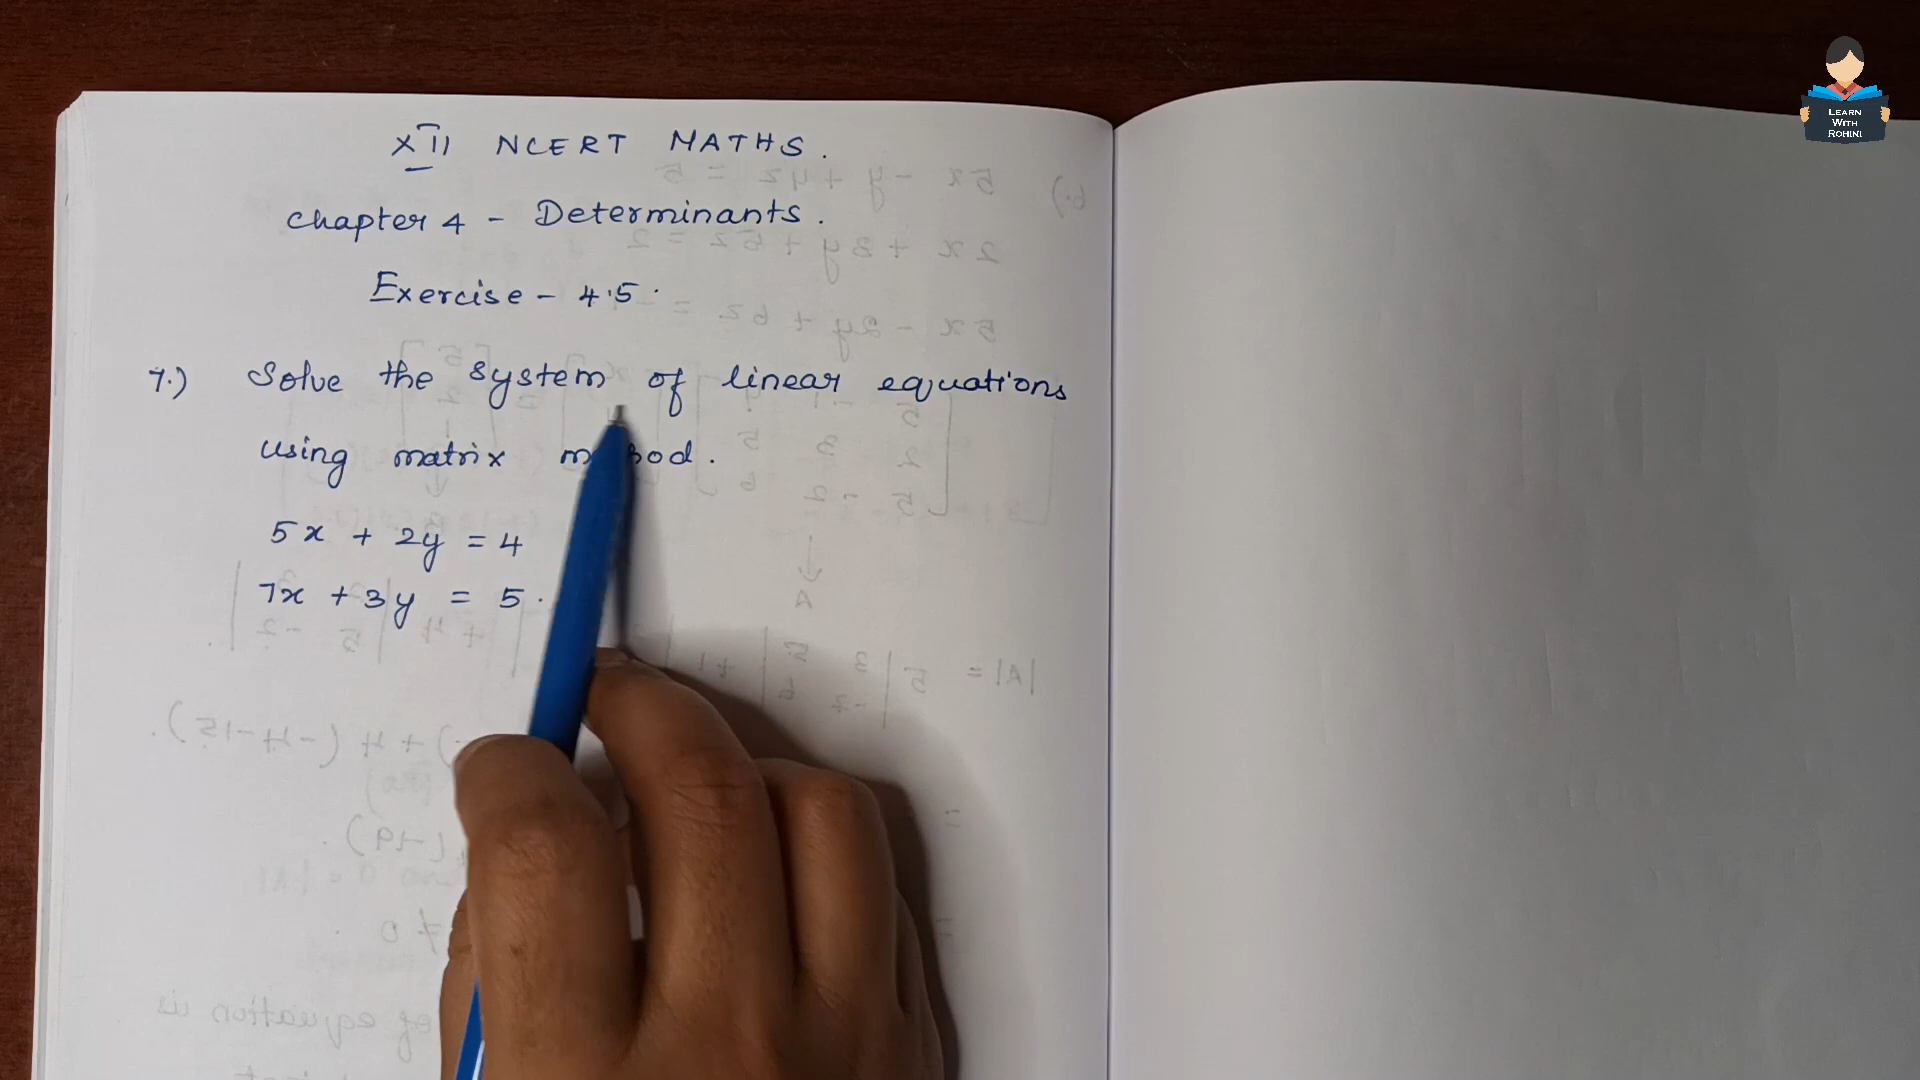 XII NCERT MATHS.
Chapter 4 - Determinants.
Exercise - 4.5.
7.) Solve the system of linear equations
using matrix method.
5x + 2y = 4
7x + 3y = 5.
LEARN
WITH
ROHINI